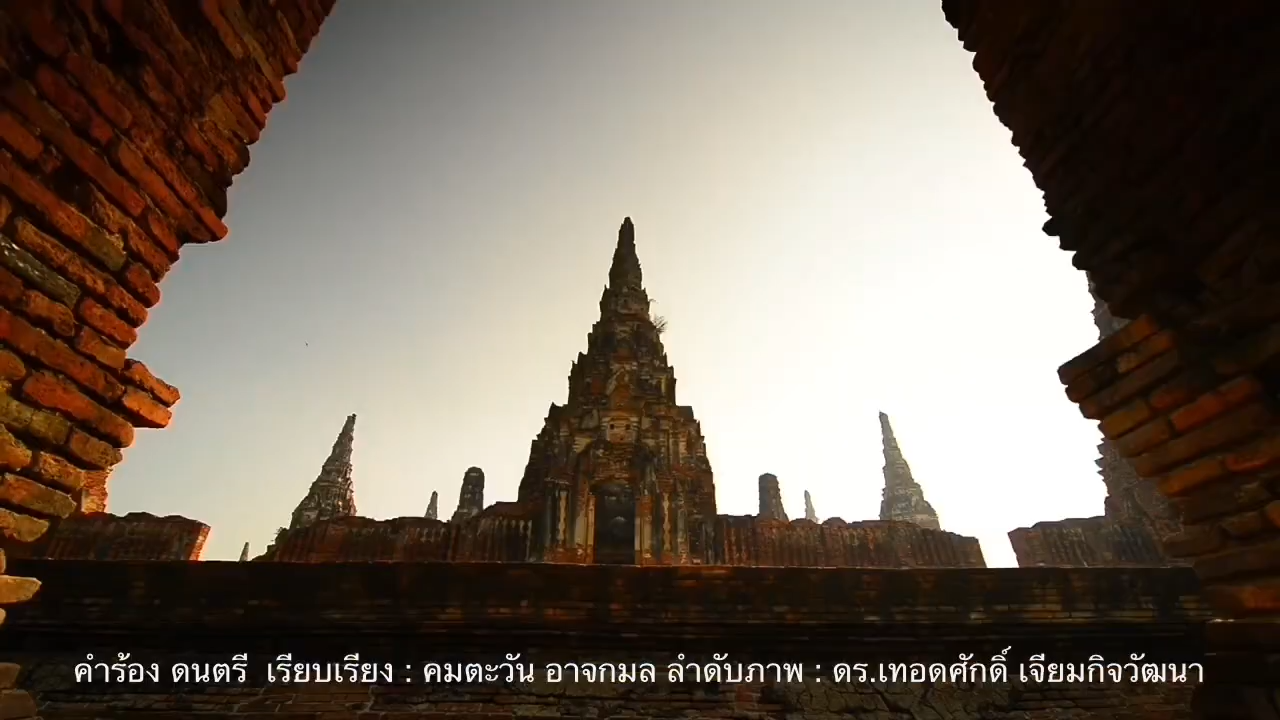 คำร้อง ดนตรี  เรียบเรียง : คมตะวัน อาจกมล ลำดับภาพ : ดร.เทอดศักดิ์ เจียมกิจวัฒนา